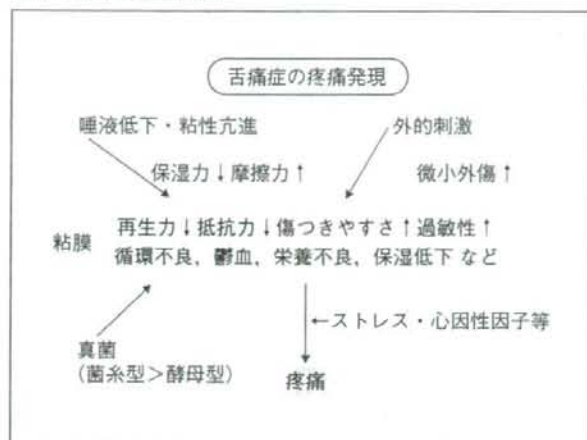 舌痛症の疼痛発現
唾液低下・粘性亢進 外的刺激
保湿力↓摩擦力↑ 微小外傷↑
再生力↓抵抗力↓傷つきやすさ↑過敏性↑
粘膜
循環不良、鬱血、栄養不良、保湿低下 など
←ストレス・心因性因子等
真菌
(菌糸型>酵母型)
疼痛